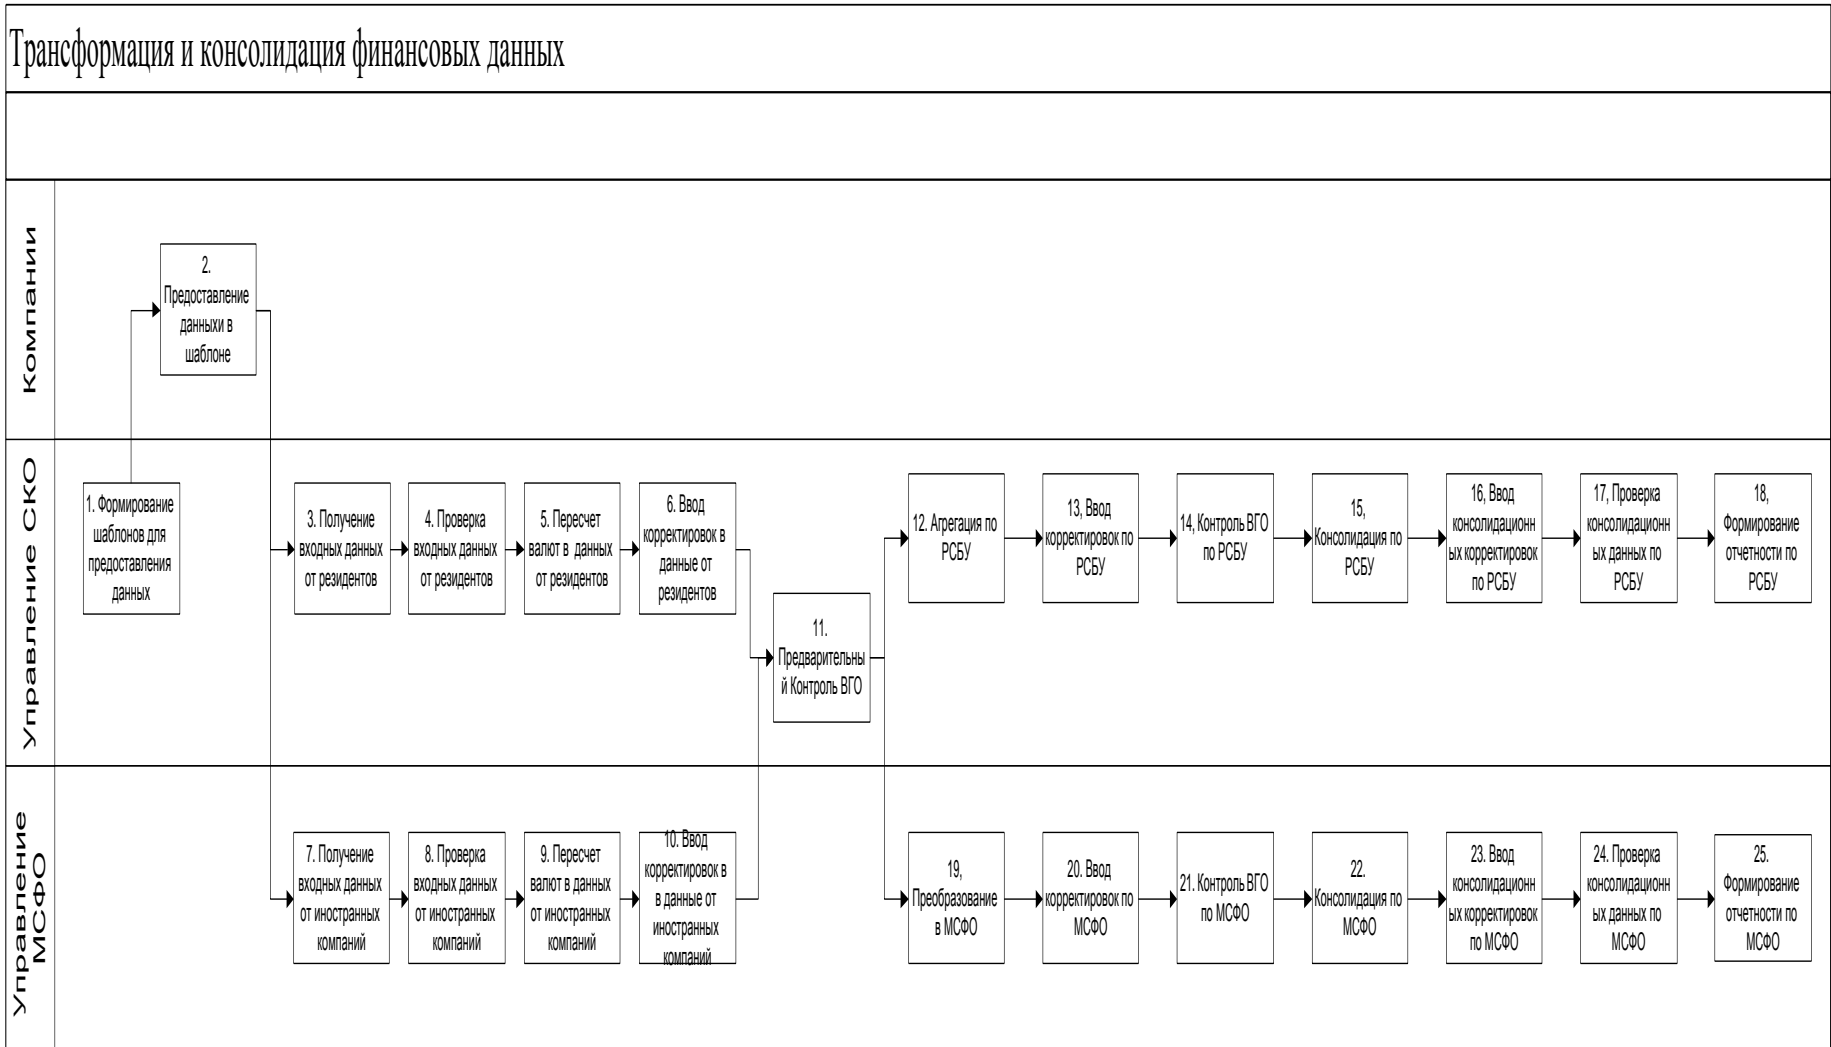 Трансформация и консолидация финансовых данных
Компании
2.
Предоставление
данныхи в
шаблоне
Управление СКО
1. Формирование
шаблонов для
предоставления
данных
3. Получение
входных данных
от резидентов
4. Проверка
входных данных
от резидентов
5. Пересчет
валют в данных
от резидентов
6. Ввод
корректировок в
данные от
резидентов
11.
Предварительны
й Контроль ВГО
12. Агрегация по
РСБУ
13, Ввод
корректировок по
РСБУ
14, Контроль ВГО
по РСБУ
15,
Консолидация по
РСБУ
16, Ввод
консолидационн
ых корректировок
по РСБУ
17, Проверка
консолидационн
ых данных по
РСБУ
18,
Формирование
отчетности по
РСБУ
Управление
МСФО
7. Получение
входных данных
от иностранных
компаний
8. Проверка
входных данных
от иностранных
компаний
9. Пересчет
валют в данных
от иностранных
компаний
10. Ввод
корректировок в
в данные от
иностранных
компаний
19,
Преобразование
в МСФО
20. Ввод
корректировок по
МСФО
21. Контроль ВГО
по МСФО
22.
Консолидация по
МСФО
23. Ввод
консолидационн
ых корректировок
по МСФО
24. Проверка
консолидационн
ых данных по
МСФО
25.
Формирование
отчетности по
МСФО